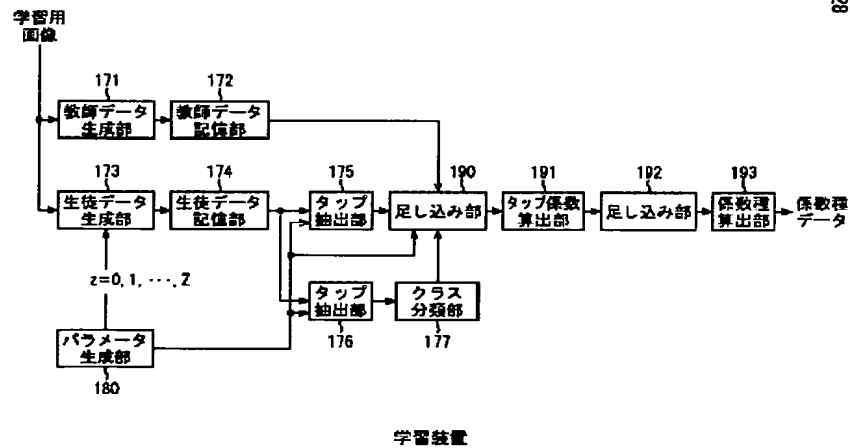 28
学習用
画像
171
172
教師データ
生成部
教師データ
記憶部
173
174
175
190
191
192
193
生徒データ
生成部
生徒データ
記憶部
タップ
抽出部
足し込み部
タップ係数
算出部
足し込み部
係数種
算出部
係数種
データ
z=0, 1, ..., Z
タップ
抽出部
クラス
分類部
176
177
パラメータ
生成部
180
学習装置